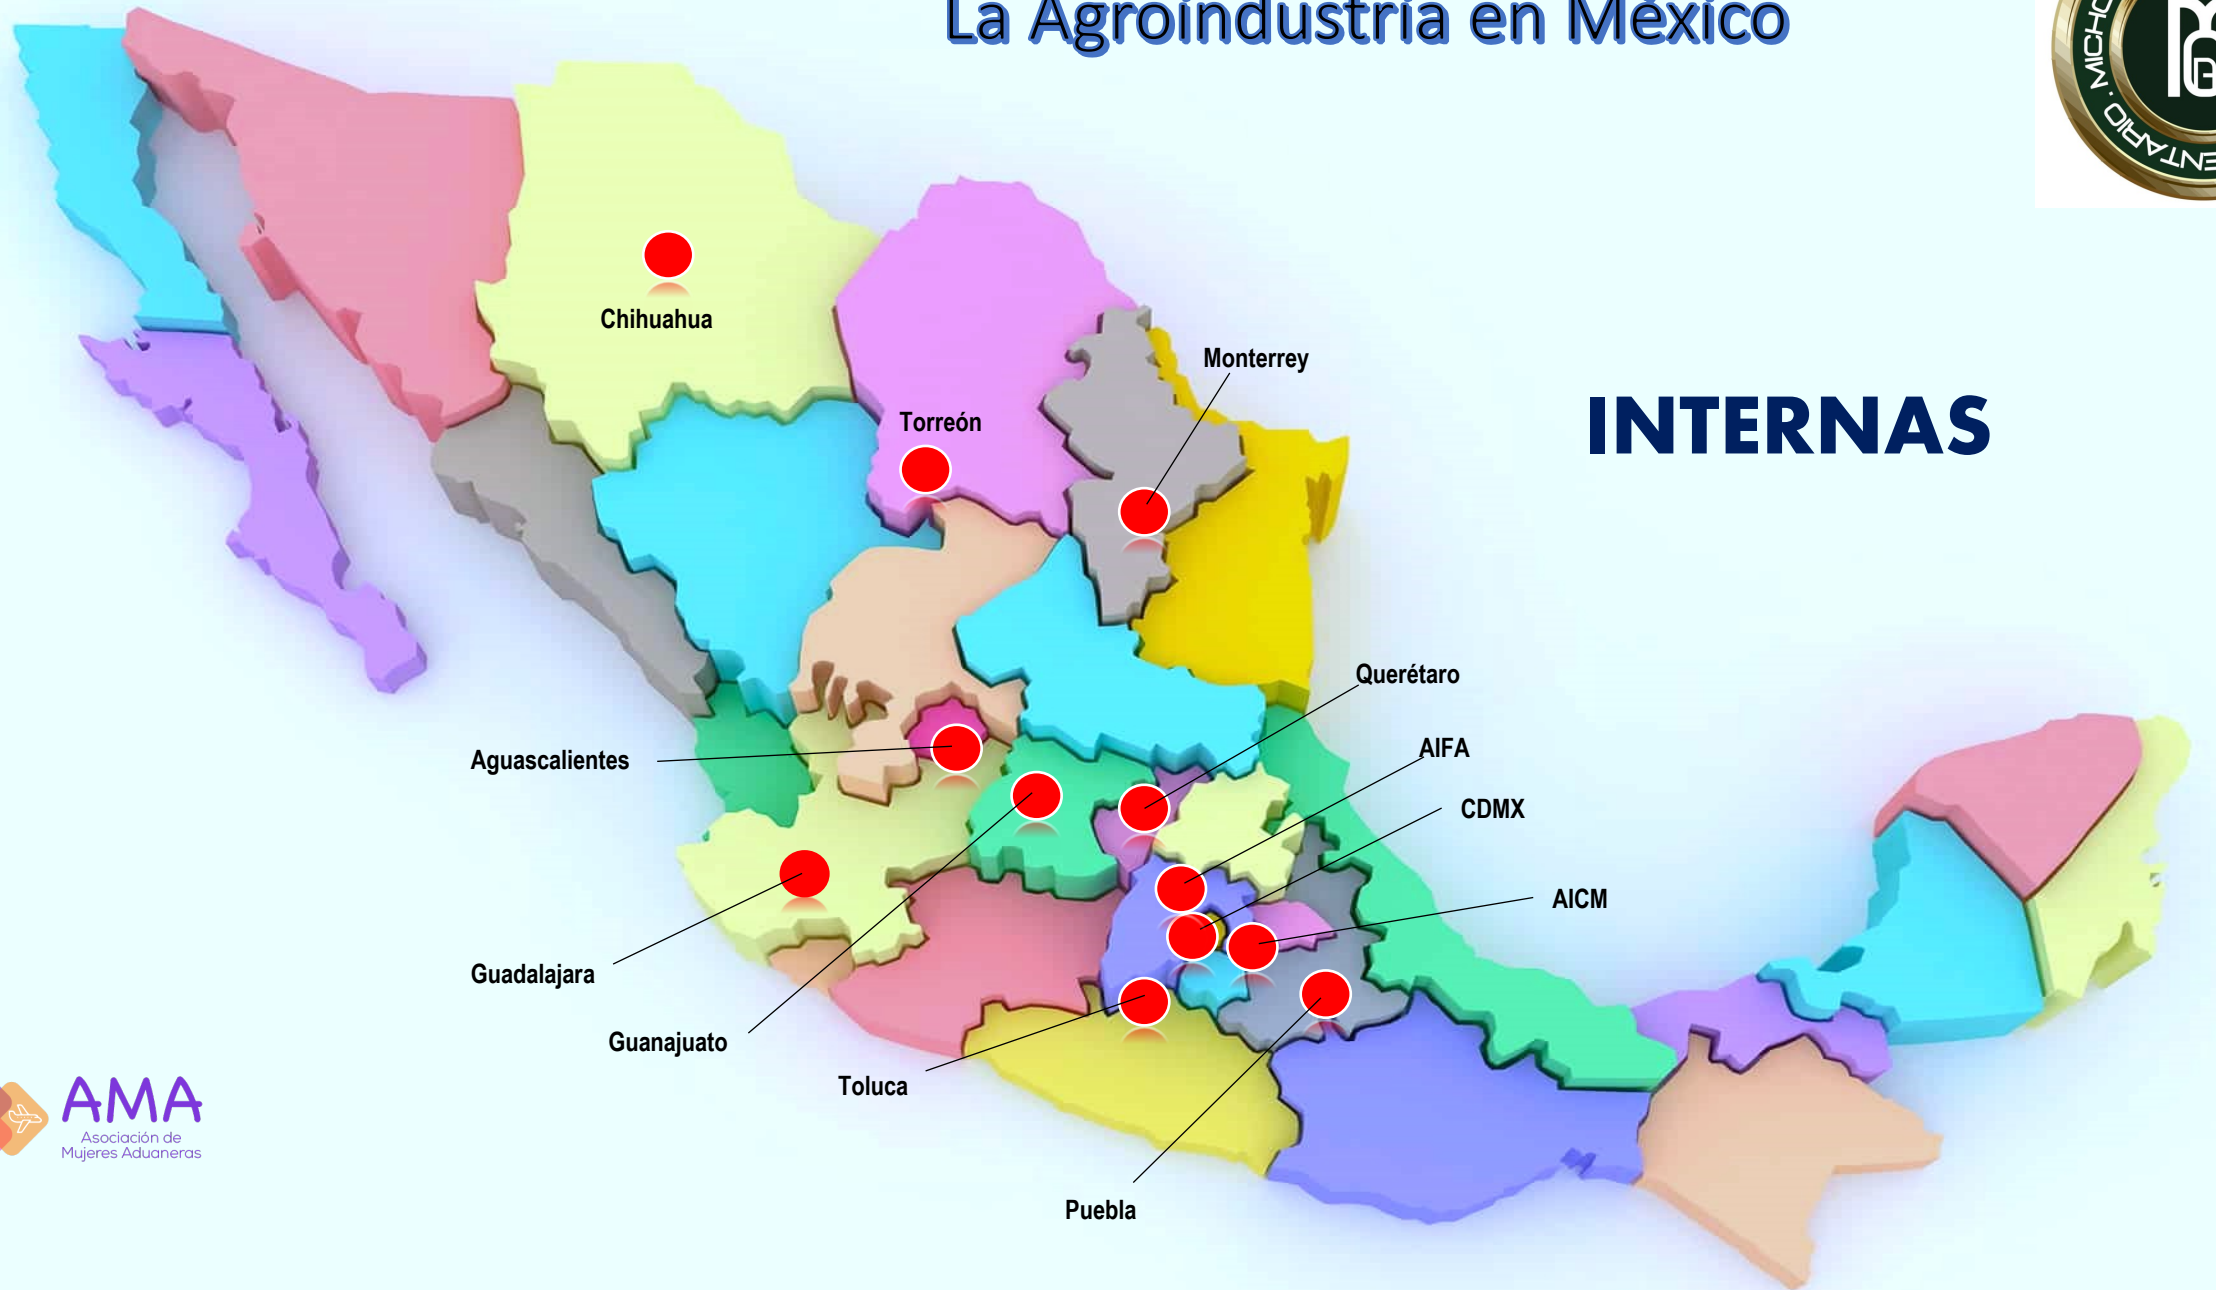 La Agroindustria en México
Chihuahua
Monterrey
Torreón
INTERNAS
Querétaro
AIFA
Aguascalientes
CDMX
AICM
Guadalajara
Guanajuato
Toluca
AMA
Asociación de
Mujeres Aduaneras
Puebla